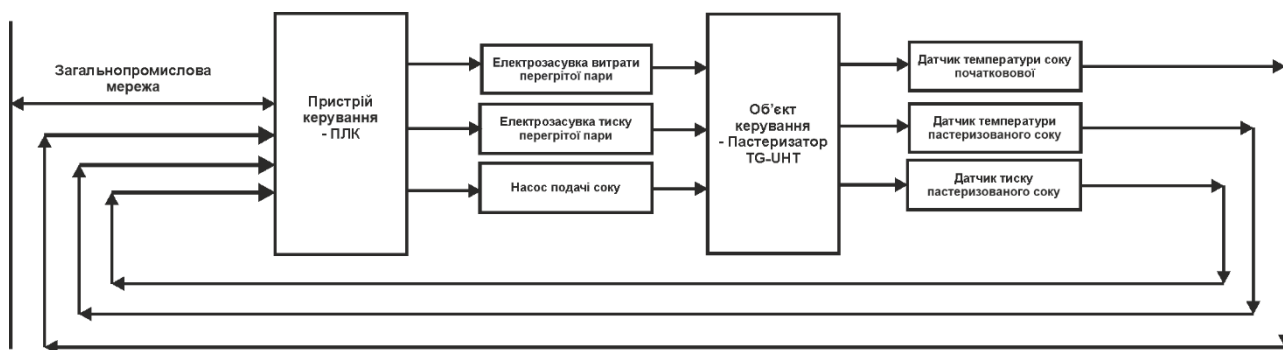 Загальнопромислова
мережа
Пристрій
керування
- ПЛК
Електрозасувка витрати
перегрітої пари
Електрозасувка тиску
перегрітої пари
Насос подачі соку
Об’єкт
керування
- Пастеризатор
TG-UHT
Датчик температури соку
початковової
Датчик температури
пастеризованого соку
Датчик тиску
пастеризованого соку